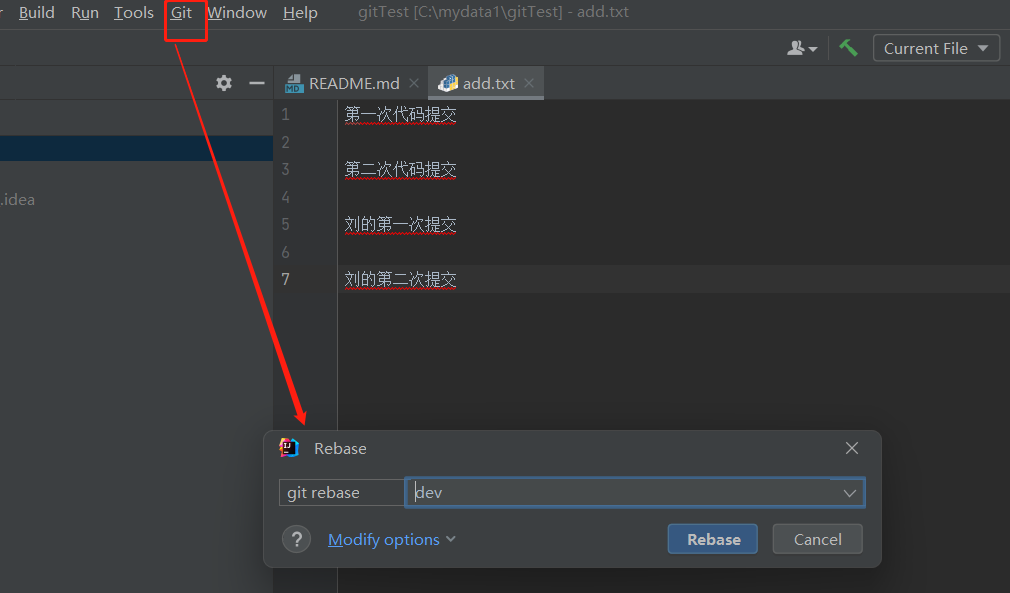 Build Run Tools Git Window Help gitTest [C:\mydata1\gitTest] - add.txt
Current File
README.md add.txt
1 第一次代码提交
2
3 第二次代码提交
4
5 刘的第一次提交
6
7 刘的第二次提交
.idea
Rebase
git rebase dev
? Modify options Rebase Cancel